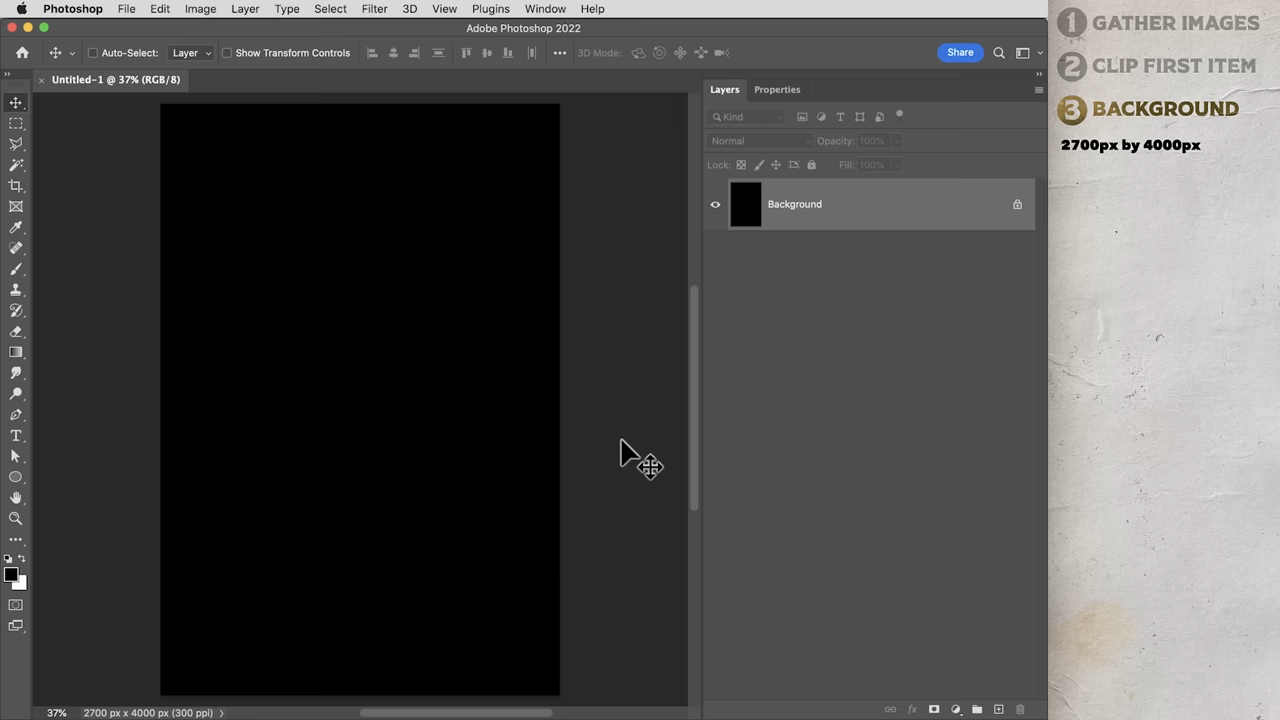 Photoshop File Edit Image Layer Type Select Filter 3D View Plugins Window Help
Adobe Photoshop 2022
Auto-Select: Layer Show Transform Controls 3D Mode: Share
Untitled-1 @ 37% (RGB/8)
Layers Properties
Kind
Normal Opacity: 100%
Lock: Fill: 100%
Background
37% 2700 px x 4000 px (300 ppi)
1 GATHER IMAGES
2 CLIP FIRST ITEM
3 BACKGROUND
2700px by 4000px